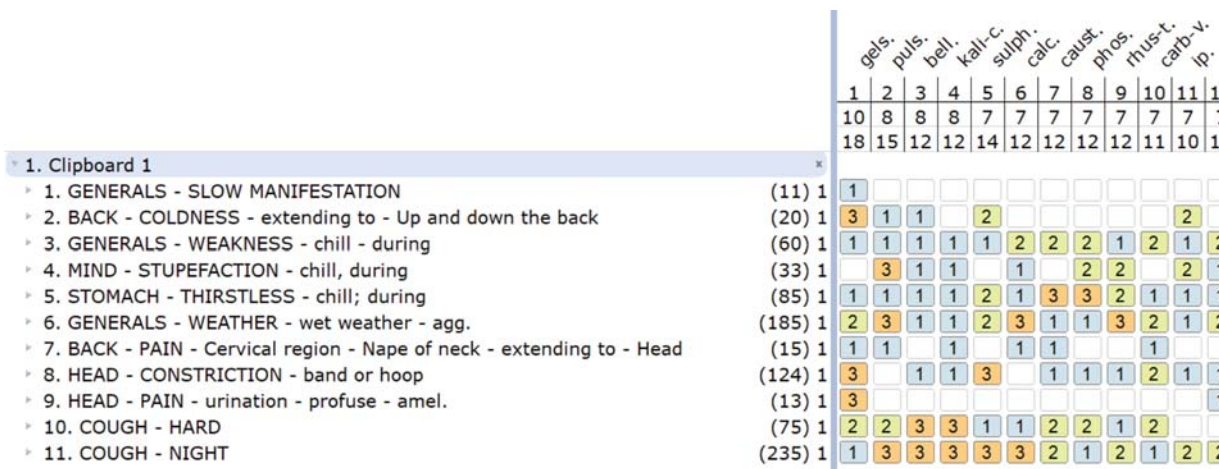 gels. puls. bell. kali-c. sulph. calc. caust. phos. rhus-t. carb-v. ip.
1 2 3 4 5 6 7 8 9 10 11 1
10 8 8 8 7 7 7 7 7 7 7
18 15 12 12 14 12 12 12 12 11 10 1
1. Clipboard 1 x
1. GENERALS - SLOW MANIFESTATION (11) 1 1
2. BACK - COLDNESS - extending to - Up and down the back (20) 1 3 1 1 2 2
3. GENERALS - WEAKNESS - chill - during (60) 1 1 1 1 1 1 2 2 2 1 2 1 2
4. MIND - STUPEFACTION - chill, during (33) 1 3 1 1 1 2 2 2 1
5. STOMACH - THIRSTLESS - chill; during (85) 1 1 1 1 1 2 1 3 3 2 1 1 1
6. GENERALS - WEATHER - wet weather - agg. (185) 1 2 3 1 1 2 3 1 1 3 2 1 2
7. BACK - PAIN - Cervical region - Nape of neck - extending to - Head (15) 1 1 1 1 1 1 1
8. HEAD - CONSTRICTION - band or hoop (124) 1 3 1 1 3 1 1 1 2 1 1
9. HEAD - PAIN - urination - profuse - amel. (13) 1 3 1
10. COUGH - HARD (75) 1 2 2 3 3 1 1 2 2 1 2
11. COUGH - NIGHT (235) 1 1 3 3 3 3 3 2 1 2 1 2 2